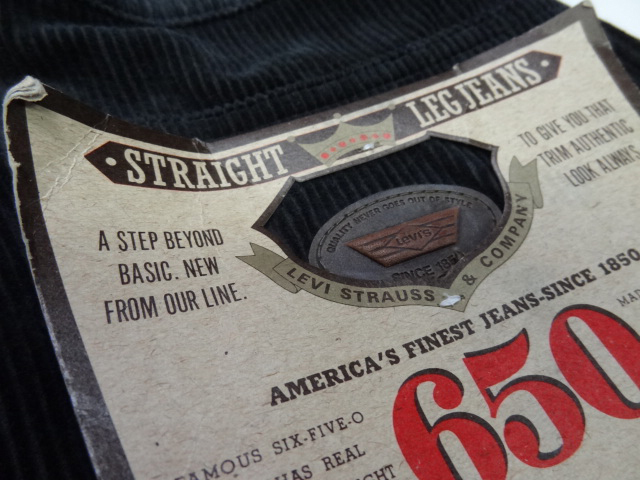 STRAIGHT LEG JEANS
TO GIVE YOU THAT
TRIM AUTHENTIC
LOOK ALWAYS
A STEP BEYOND
BASIC. NEW
FROM OUR LINE.
QUALITY NEVER GOES OUT OF STYLE
LEVI'S
SINCE 1850
LEVI STRAUSS & COMPANY
AMERICA'S FINEST JEANS-SINCE 1850
MAD
650
FAMOUS SIX-FIVE-O
HAS REAL